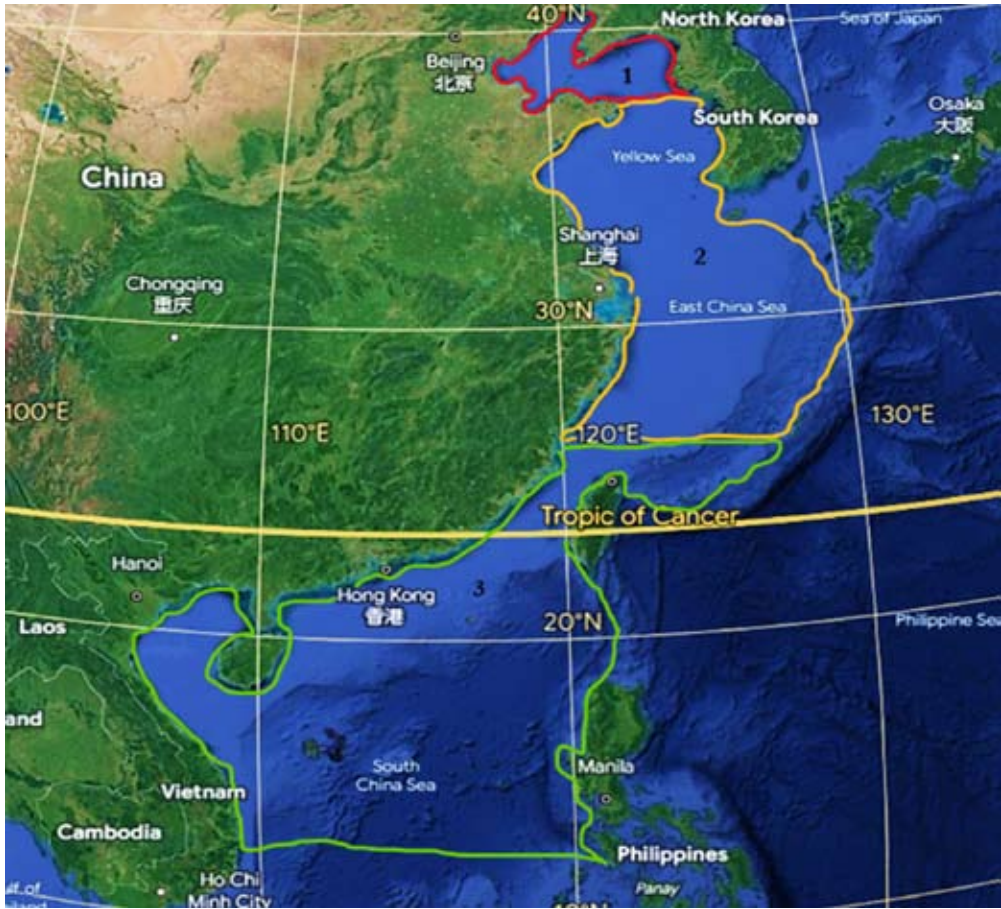 40°N
North Korea
Sea of Japan
Beijing
北京
1
Osaka
大阪
South Korea
Yellow Sea
China
Shanghai
上海
2
Chongqing
重庆
East China Sea
30°N
100°E
110°E
120°E
130°E
Tropic of Cancer
Hanoi
Hong Kong
香港
3
Laos
20°N
Philippine Sea
and
South
China Sea
Manila
Vietnam
Cambodia
Philippines
Ho Chi
Minh City
Panay